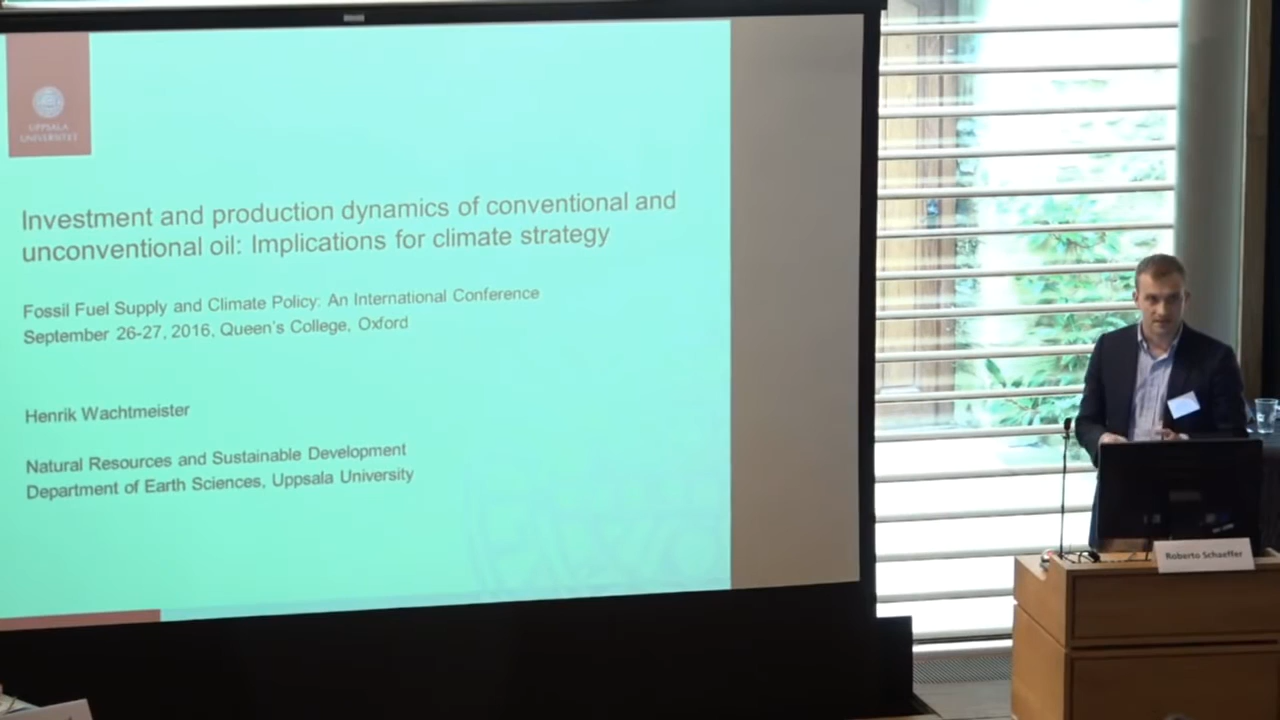 UPPSALA
UNIVERSITET
Investment and production dynamics of conventional and
unconventional oil: Implications for climate strategy
Fossil Fuel Supply and Climate Policy: An International Conference
September 26-27, 2016, Queen's College, Oxford
Henrik Wachtmeister
Natural Resources and Sustainable Development
Department of Earth Sciences, Uppsala University
Roberto Schaeffer